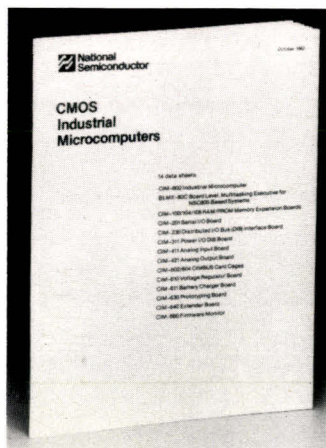 National
Semiconductor
October 1982
CMOS
Industrial
Microcomputers
14 data sheets
CIM-802 Industrial Microcomputer
BLMX-80C Board Level, Multitasking Executive for
NSC800-Based Systems
CIM-100/104/108 RAM/PROM Memory Expansion Boards
CIM-201 Serial I/O Board
CIM-230 Distributed I/O Bus (DIB) Interface Board
CIM-311 Power I/O DIB Board
CIM-411 Analog Input Board
CIM-421 Analog Output Board
CIM-602/604 CIMBUS Card Cages
CIM-610 Voltage Regulator Board
CIM-611 Battery Charger Board
CIM-630 Prototyping Board
CIM-640 Extender Board
Firmware Monitor